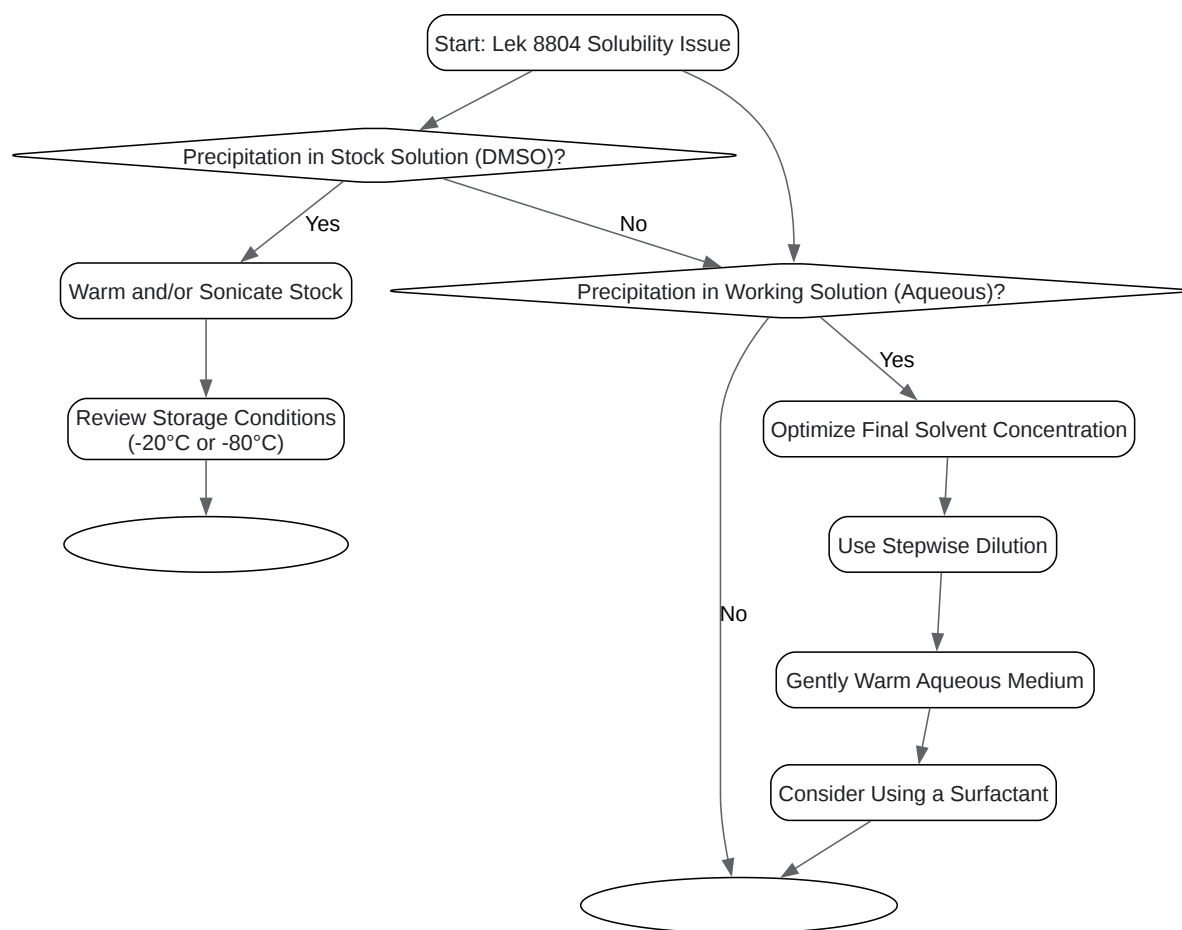 Start: Lek 8804 Solubility Issue
Precipitation in Stock Solution (DMSO)?
Yes
No
Warm and/or Sonicate Stock
Precipitation in Working Solution (Aqueous)?
Review Storage Conditions
(-20°C or -80°C)
Yes
Optimize Final Solvent Concentration
Use Stepwise Dilution
No
Gently Warm Aqueous Medium
Consider Using a Surfactant